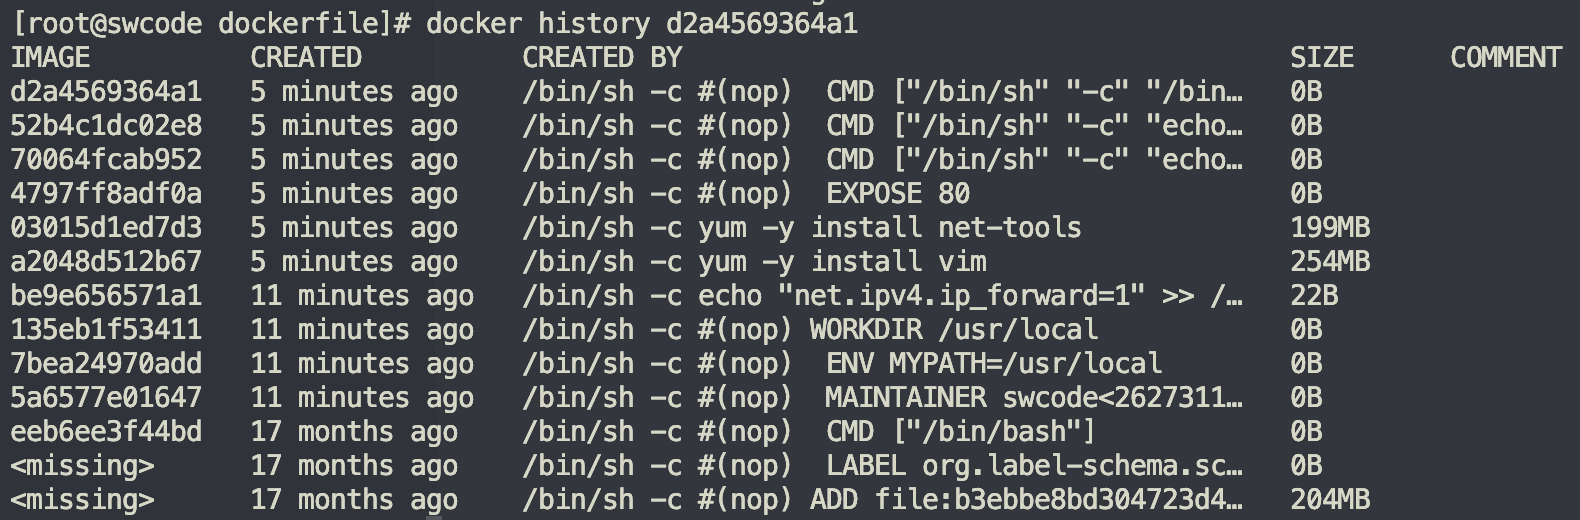 [root@swcode dockerfile]# docker history d2a4569364a1
IMAGE          CREATED          CREATED BY                                      SIZE      COMMENT
d2a4569364a1   5 minutes ago    /bin/sh -c #(nop)  CMD ["/bin/sh" "-c" "/bin…   0B
52b4c1dc02e8   5 minutes ago    /bin/sh -c #(nop)  CMD ["/bin/sh" "-c" "echo…   0B
70064fcab952   5 minutes ago    /bin/sh -c #(nop)  CMD ["/bin/sh" "-c" "echo…   0B
4797ff8adf0a   5 minutes ago    /bin/sh -c #(nop)  EXPOSE 80                    0B
03015d1ed7d3   5 minutes ago    /bin/sh -c yum -y install net-tools             199MB
a2048d512b67   5 minutes ago    /bin/sh -c yum -y install vim                   254MB
be9e656571a1   11 minutes ago   /bin/sh -c echo "net.ipv4.ip_forward=1" >> /…   22B
135eb1f53411   11 minutes ago   /bin/sh -c #(nop) WORKDIR /usr/local            0B
7bea24970add   11 minutes ago   /bin/sh -c #(nop)  ENV MYPATH=/usr/local        0B
5a6577e01647   11 minutes ago   /bin/sh -c #(nop)  MAINTAINER swcode<2627311…   0B
eeb6ee3f44bd   17 months ago    /bin/sh -c #(nop)  CMD ["/bin/bash"]            0B
<missing>      17 months ago    /bin/sh -c #(nop)  LABEL org.label-schema.sc…   0B
<missing>      17 months ago    /bin/sh -c #(nop) ADD file:b3ebbe8bd304723d4…   204MB